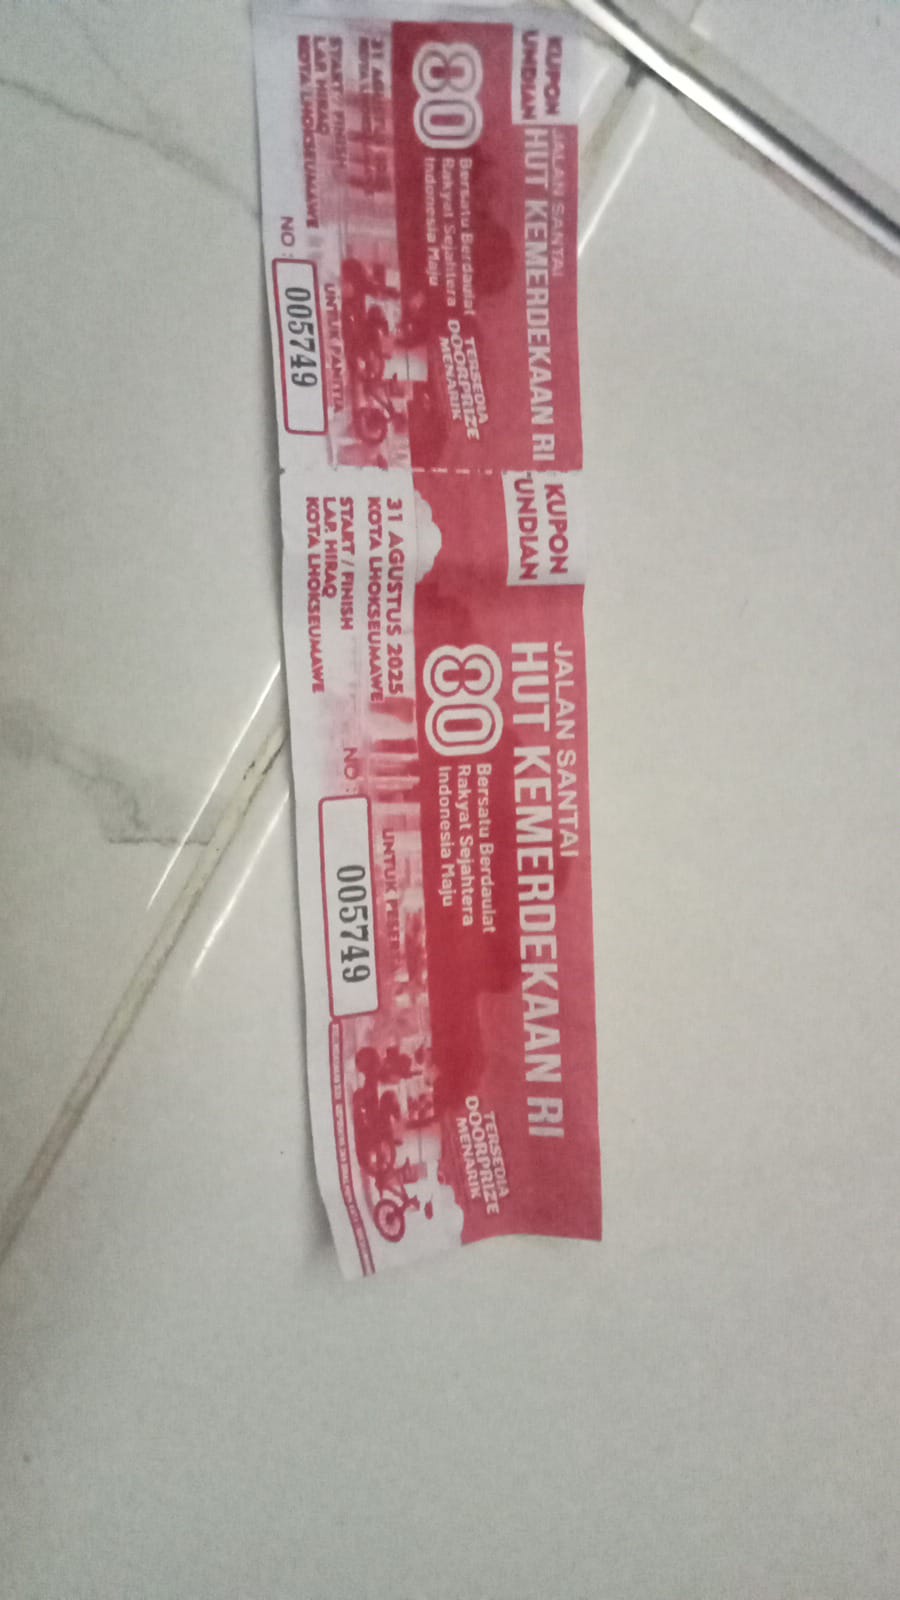 KUPON
UNDIAN
JALAN SANTAI
HUT KEMERDEKAAN RI
80
Bersatu Berdaulat
Rakyat Sejahtera
Indonesia Maju
TERSEDIA
DOORPRIZE
MENARIK
31
START / FINISH
LAP. HIRAQ
KOTA LHOKSEUMAWE
UNTUK PANITIA
NO :
005749
KUPON
UNDIAN
JALAN SANTAI
HUT KEMERDEKAAN RI
80
Bersatu Berdaulat
Rakyat Sejahtera
Indonesia Maju
TERSEDIA
DOORPRIZE
MENARIK
31 AGUSTUS 2025
KOTA LHOKSEUMAWE
START / FINISH
LAP. HIRAQ
KOTA LHOKSEUMAWE
UNTUK
NO :
005749